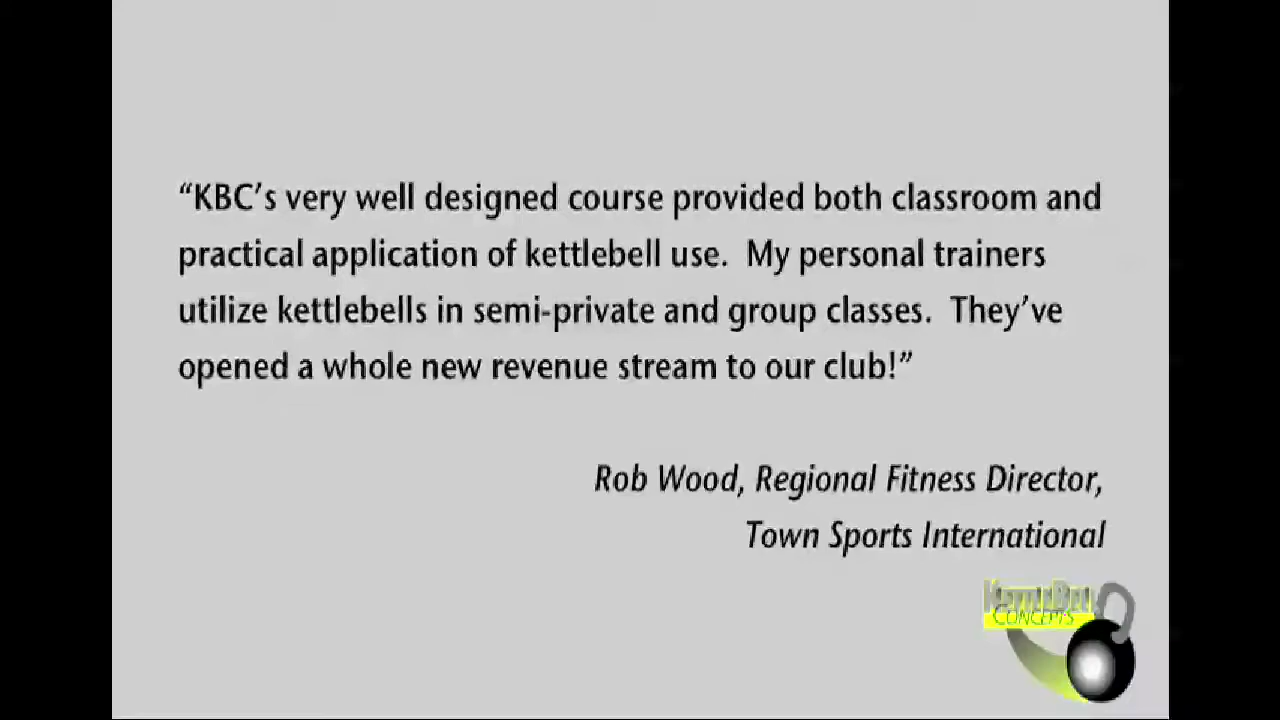 “KBC’s very well designed course provided both classroom and
practical application of kettlebell use.  My personal trainers
utilize kettlebells in semi-private and group classes.  They’ve
opened a whole new revenue stream to our club!”
Rob Wood, Regional Fitness Director,
Town Sports International
KETTLEBELL
CONCEPTS